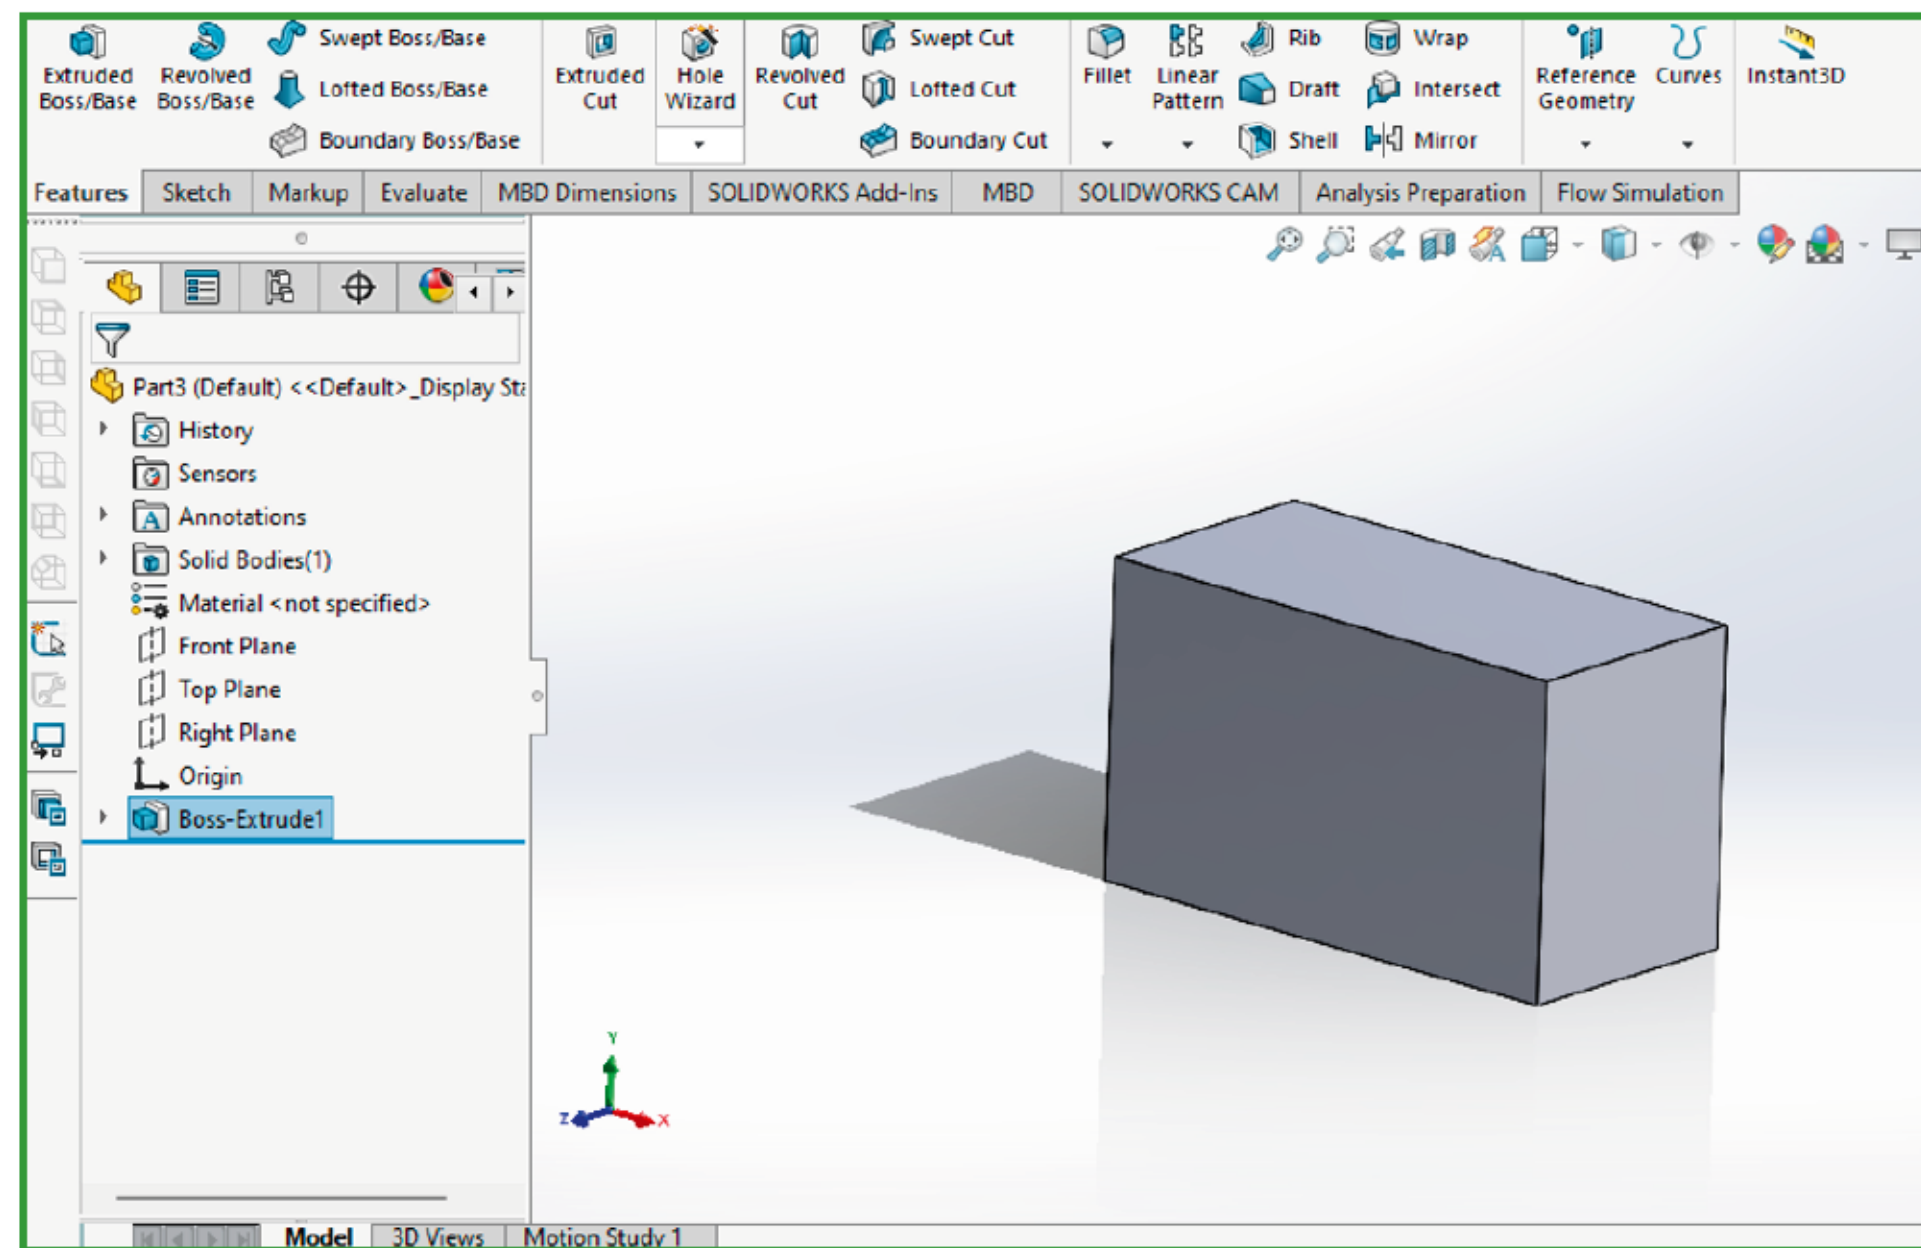 Extruded Boss/Base
Revolved Boss/Base
Swept Boss/Base
Lofted Boss/Base
Boundary Boss/Base
Extruded Cut
Hole Wizard
Revolved Cut
Swept Cut
Lofted Cut
Boundary Cut
Fillet
Linear Pattern
Rib
Draft
Shell
Wrap
Intersect
Mirror
Reference Geometry
Curves
Instant3D
Features
Sketch
Markup
Evaluate
MBD Dimensions
SOLIDWORKS Add-Ins
MBD
SOLIDWORKS CAM
Analysis Preparation
Flow Simulation
Part3 (Default) <<Default>_Display Sta
History
Sensors
A Annotations
Solid Bodies(1)
Material <not specified>
Front Plane
Top Plane
Right Plane
Origin
Boss-Extrude1
Y
Z
X
Model
3D Views
Motion Study 1